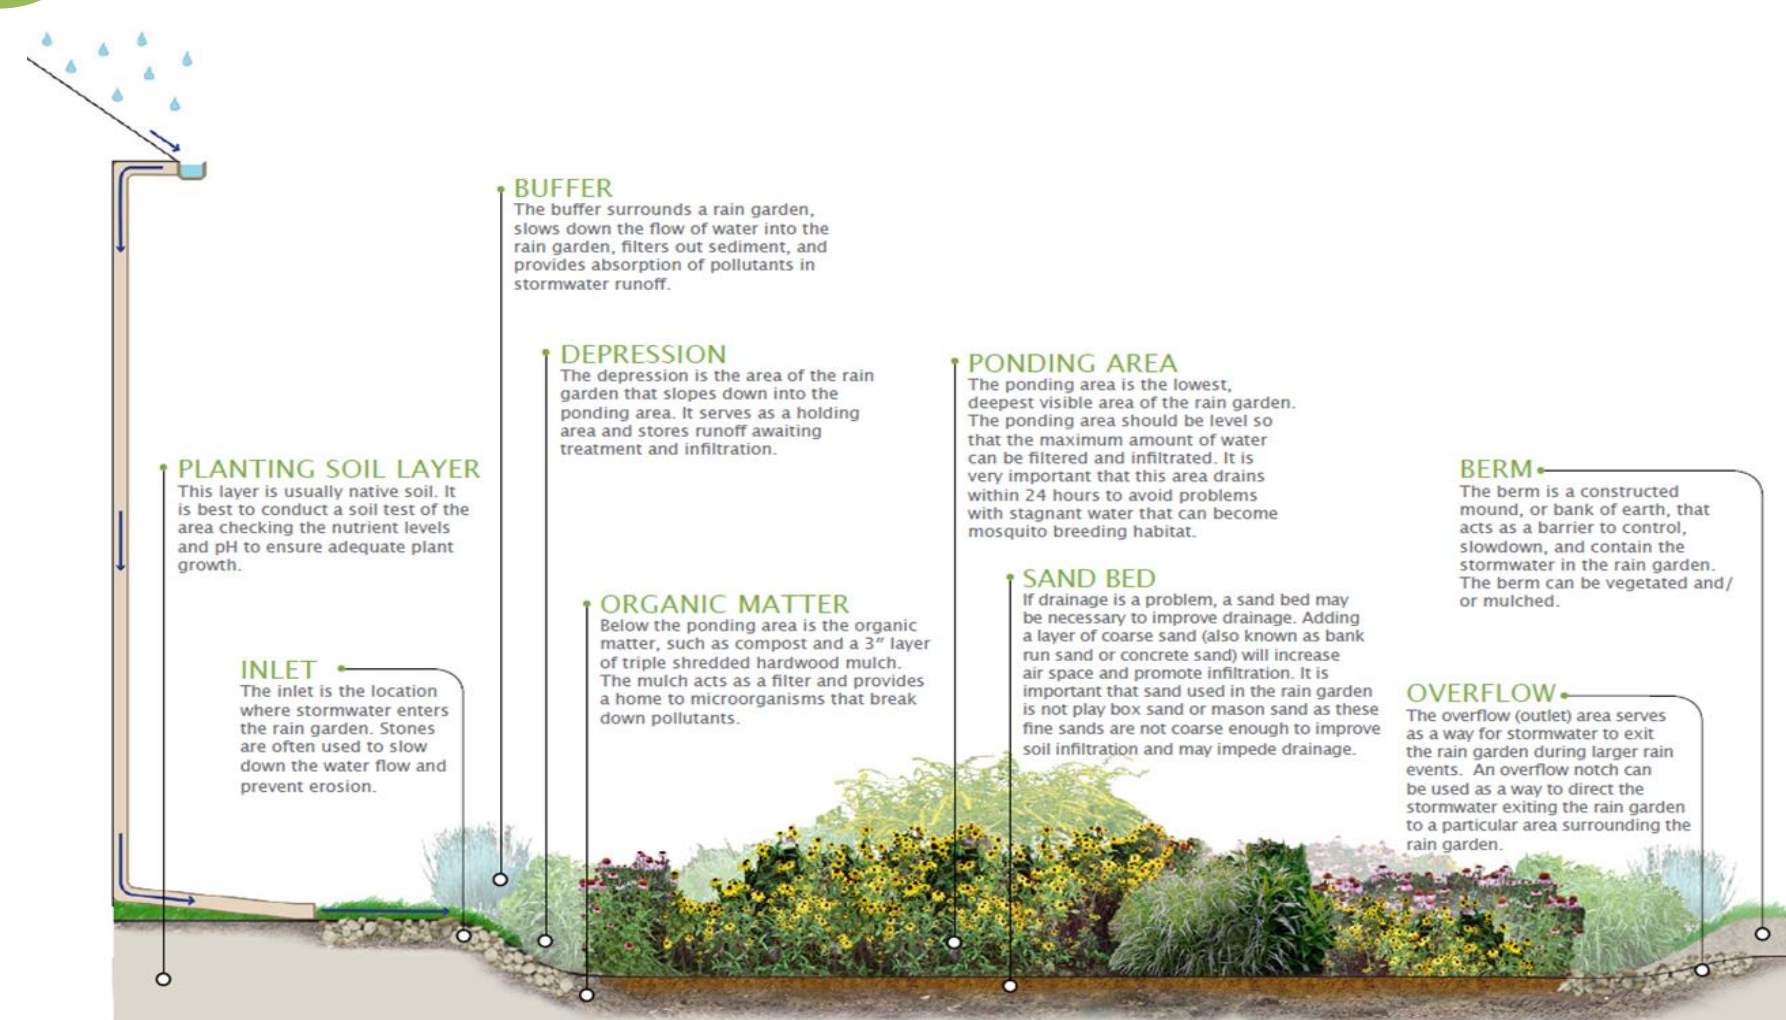 BUFFER
The buffer surrounds a rain garden,
slows down the flow of water into the
rain garden, filters out sediment, and
provides absorption of pollutants in
stormwater runoff.
DEPRESSION
The depression is the area of the rain
garden that slopes down into the
ponding area. It serves as a holding
area and stores runoff awaiting
treatment and infiltration.
PONDING AREA
The ponding area is the lowest,
deepest visible area of the rain garden.
The ponding area should be level so
that the maximum amount of water
can be filtered and infiltrated. It is
very important that this area drains
within 24 hours to avoid problems
with stagnant water that can become
mosquito breeding habitat.
PLANTING SOIL LAYER
This layer is usually native soil. It
is best to conduct a soil test of the
area checking the nutrient levels
and pH to ensure adequate plant
growth.
BERM
The berm is a constructed
mound, or bank of earth, that
acts as a barrier to control,
slowdown, and contain the
stormwater in the rain garden.
The berm can be vegetated and/
or mulched.
SAND BED
If drainage is a problem, a sand bed may
be necessary to improve drainage. Adding
a layer of coarse sand (also known as bank
run sand or concrete sand) will increase
air space and promote infiltration. It is
important that sand used in the rain garden
is not play box sand or mason sand as these
fine sands are not coarse enough to improve
soil infiltration and may impede drainage.
ORGANIC MATTER
Below the ponding area is the organic
matter, such as compost and a 3" layer
of triple shredded hardwood mulch.
The mulch acts as a filter and provides
a home to microorganisms that break
down pollutants.
INLET
The inlet is the location
where stormwater enters
the rain garden. Stones
are often used to slow
down the water flow and
prevent erosion.
OVERFLOW
The overflow (outlet) area serves
as a way for stormwater to exit
the rain garden during larger rain
events. An overflow notch can
be used as a way to direct the
stormwater exiting the rain garden
to a particular area surrounding the
rain garden.